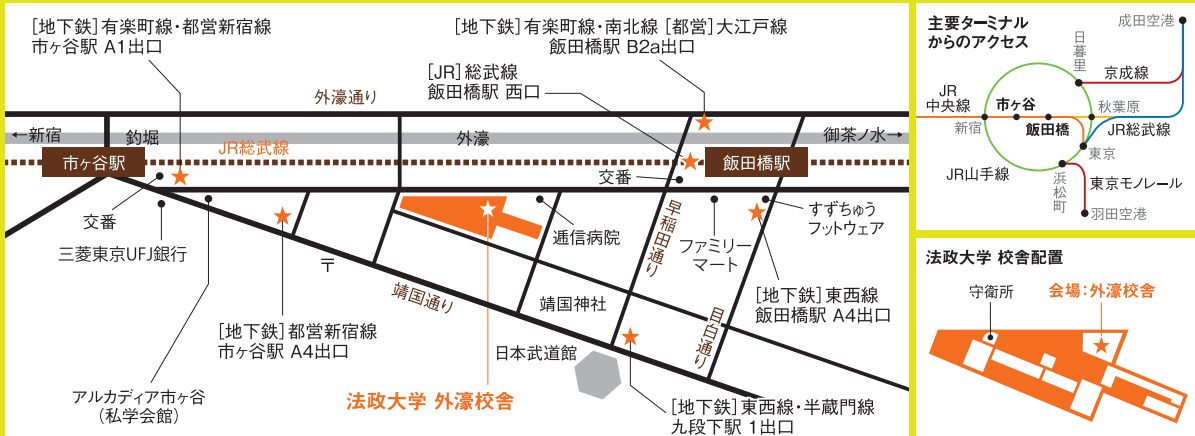 [地下鉄]有楽町線・都営新宿線
市ヶ谷駅 A1出口
[地下鉄]有楽町線・南北線 [都営]大江戸線
飯田橋駅 B2a出口
[JR]総武線
飯田橋駅 西口
外濠通り
←新宿
釣堀
外濠
御茶ノ水→
JR総武線
市ヶ谷駅
飯田橋駅
交番
交番
三菱東京UFJ銀行
〒
逓信病院
早稲田通り
ファミリー
マート
すずちゅう
フットウェア
靖国通り
靖国神社
目白通り
[地下鉄]東西線
飯田橋駅 A4出口
[地下鉄]都営新宿線
市ヶ谷駅 A4出口
日本武道館
アルカディア市ヶ谷
(私学会館)
法政大学 外濠校舎
[地下鉄]東西線・半蔵門線
九段下駅 1出口
主要ターミナル
からのアクセス
成田空港
日暮里
京成線
JR
中央線
市ヶ谷
秋葉原
新宿
飯田橋
JR総武線
東京
JR山手線
浜松町
東京モノレール
羽田空港
法政大学 校舎配置
守衛所
会場:外濠校舎